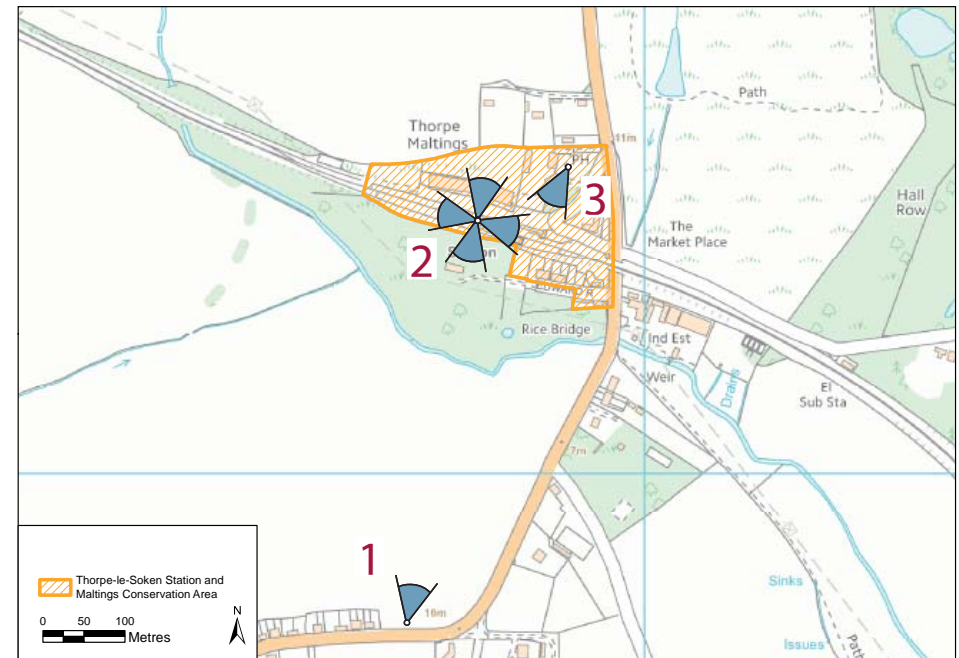 Path
Thorpe
Maltings
11m
PH
3
Hall
Row
The
Market Place
2
Rice Bridge
Ind Est
Weir
Drains
El
Sub Sta
7m
1
Sinks
Thorpe-le-Soken Station and
Maltings Conservation Area
N
0 50 100
Metres
Issues
Path